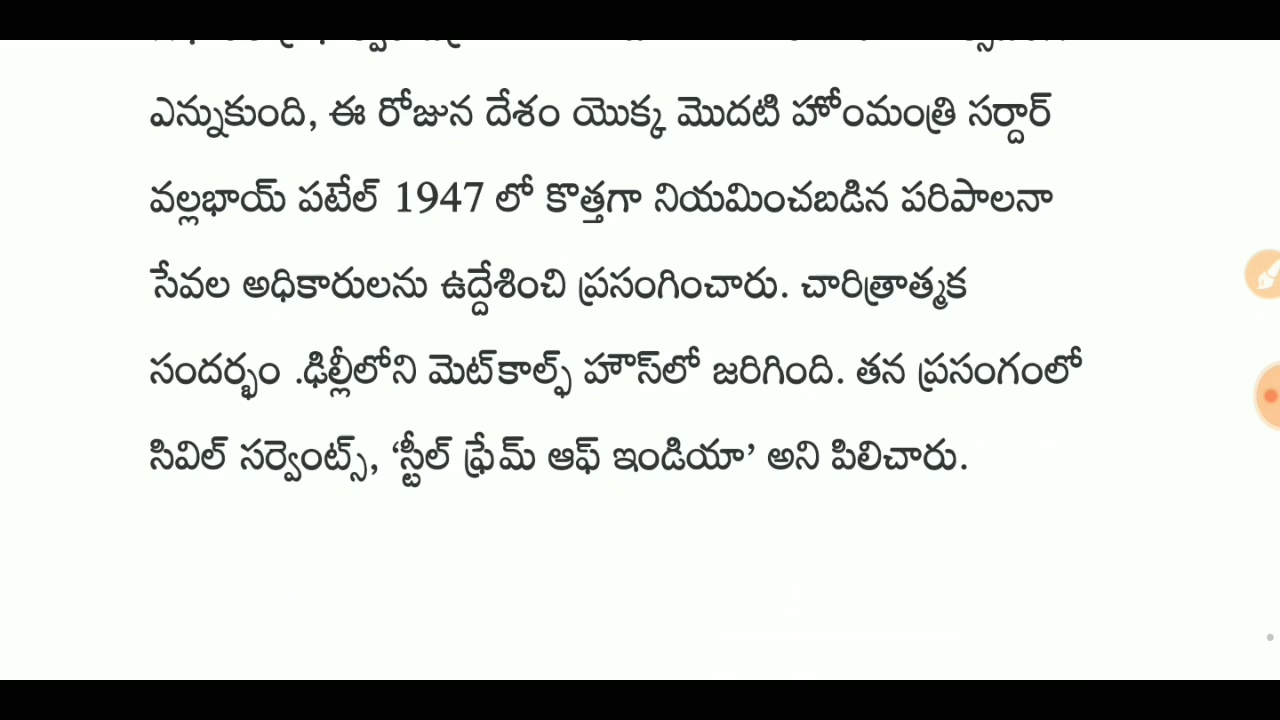 ఎన్నుకుంది, ఈ రోజున దేశం యొక్క మొదటి హోంమంత్రి సర్దార్
వల్లభాయ్ పటేల్ 1947 లో కొత్తగా నియమించబడిన పరిపాలనా
సేవల అధికారులను ఉద్దేశించి ప్రసంగించారు. చారిత్రాత్మక
సందర్భం .ఢిల్లీలోని మెట్‌కాల్ఫ్ హౌస్‌లో జరిగింది. తన ప్రసంగంలో
సివిల్ సర్వెంట్స్, ‘స్టీల్ ఫ్రేమ్ ఆఫ్ ఇండియా’ అని పిలిచారు.